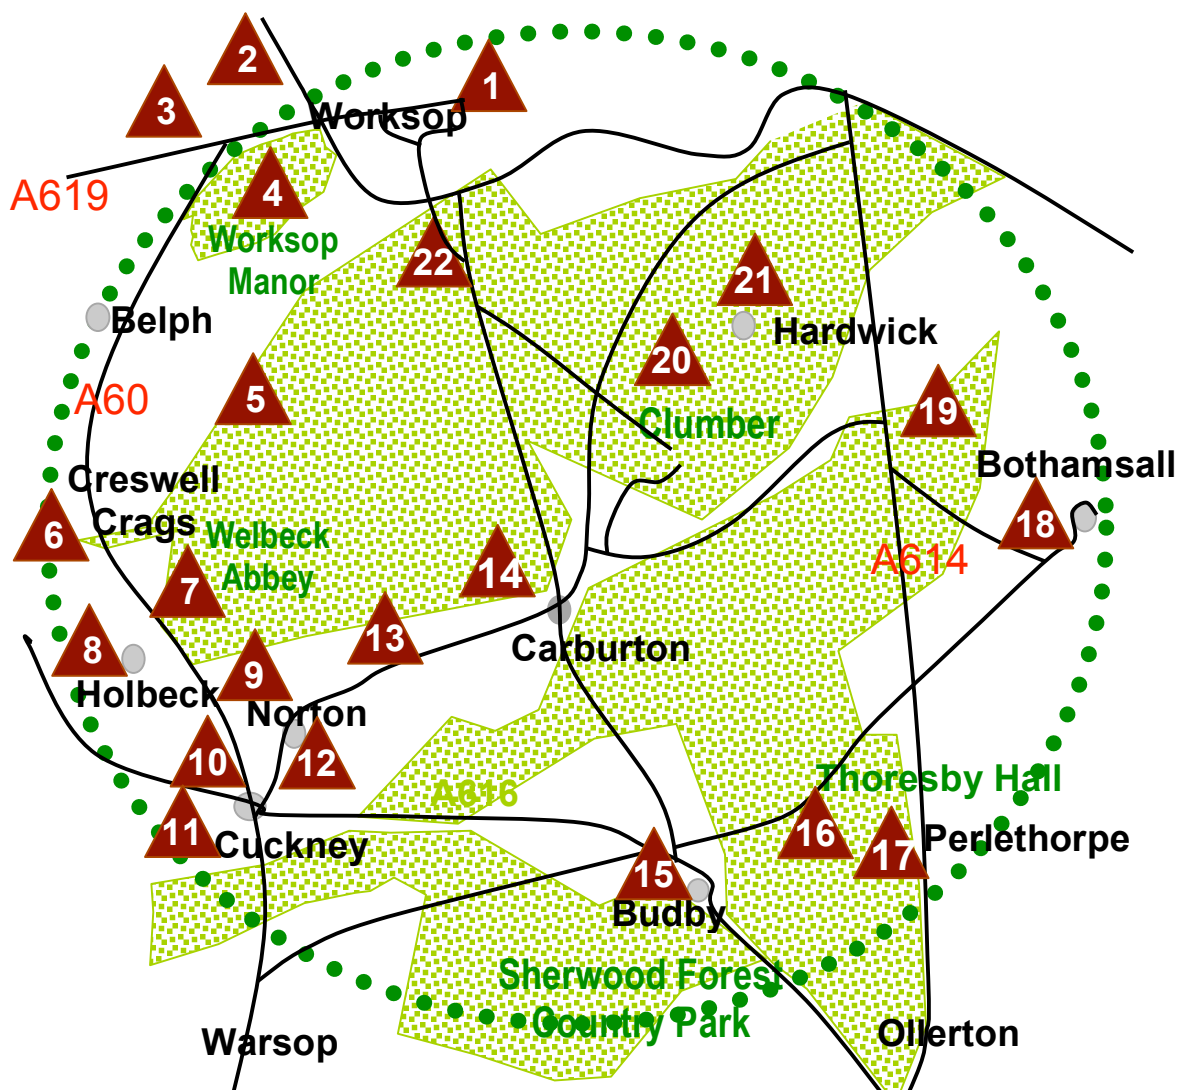 2
1
3
Worksop
A619
4
Worksop
Manor
22
21
Belph
Hardwick
20
5
A60
Clumber
19
Bothamsall
Creswell
Crags
6
18
Welbeck
Abbey
A614
14
7
13
8
Carburton
9
Holbeck
Norton
10
12
Thoresby Hall
A616
11
16
Cuckney
Perlethorpe
17
15
Budby
Sherwood Forest
Country Park
Warsop
Ollerton